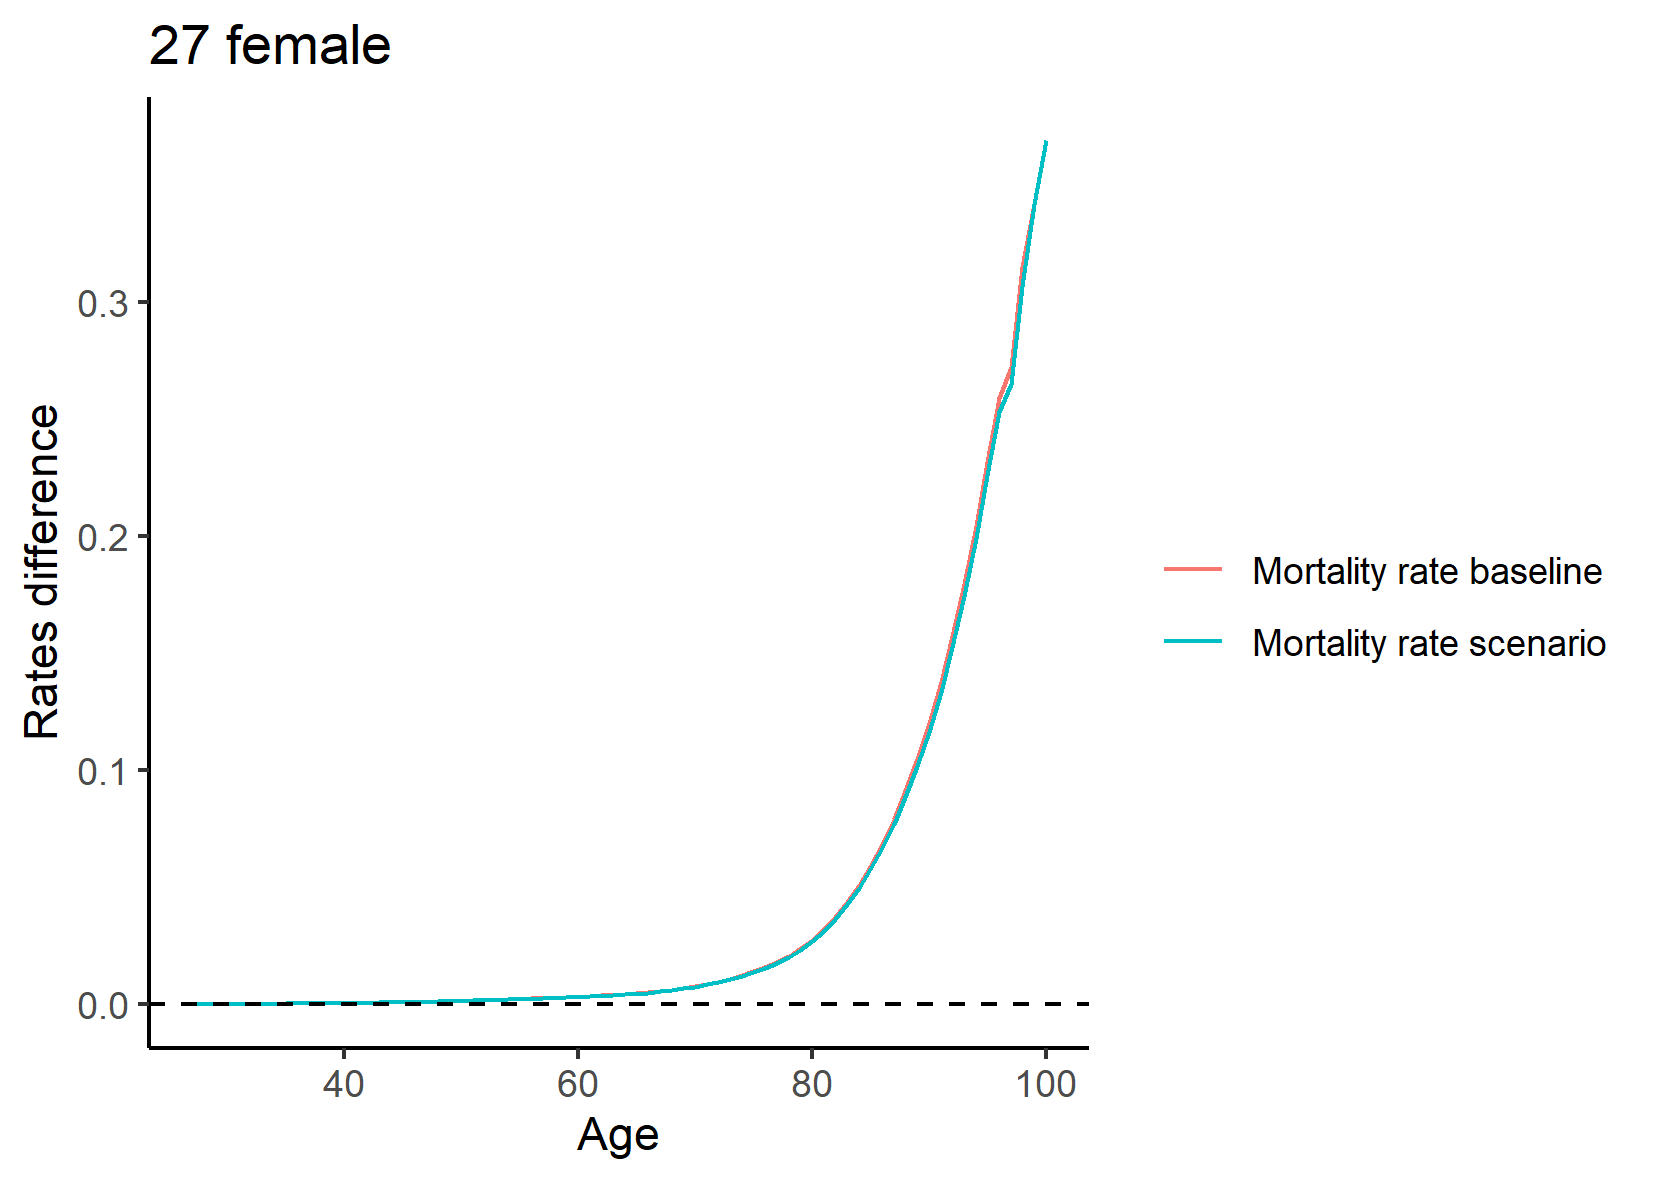 27 female
Rates difference
0.3
0.2
0.1
0.0
40 60 80 100
Age
Mortality rate baseline
Mortality rate scenario